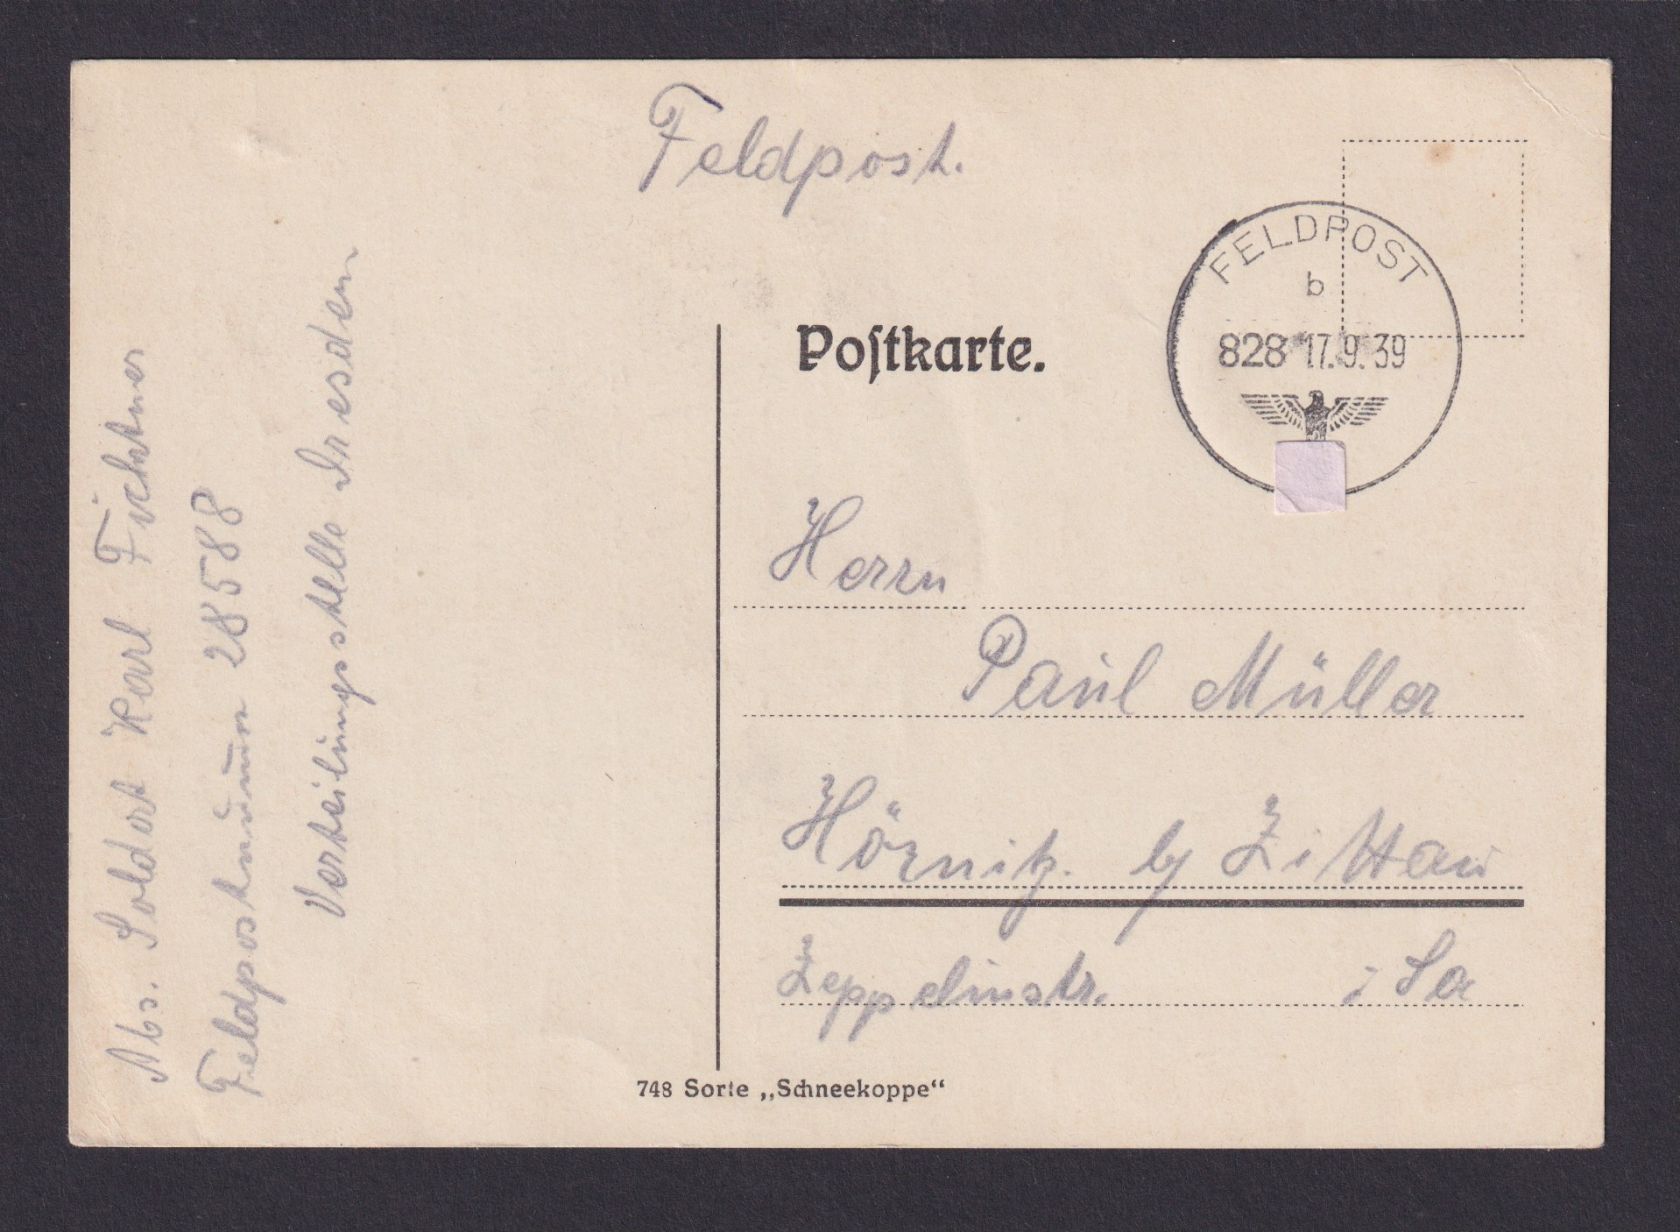 Feldpost.
FELDPOST
b
828 17.9.39
Postkarte.
Herrn
Paul Müller
Hörnitz. b/ Zittau
Zeppelinstr. i Sa
748 Sorte „Schneekoppe“
Abs. Soldat Karl Fichtner
Feldpostnumm 28588
Verteilungsstelle Dresden